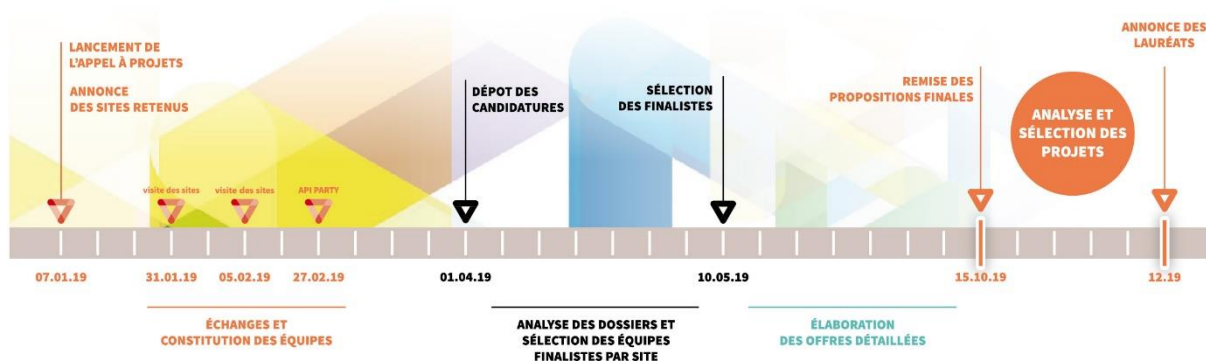 LANCEMENT DE
L'APPEL À PROJETS
ANNONCE
DES SITES RETENUS
visite des sites
visite des sites
API PARTY
DÉPOT DES
CANDIDATURES
SÉLECTION
DES FINALISTES
REMISE DES
PROPOSITIONS FINALES
ANALYSE ET
SÉLECTION DES
PROJETS
ANNONCE DES
LAURÉATS
07.01.19
31.01.19
05.02.19
27.02.19
01.04.19
10.05.19
15.10.19
12.19
ÉCHANGES ET
CONSTITUTION DES ÉQUIPES
ANALYSE DES DOSSIERS ET
SÉLECTION DES ÉQUIPES
FINALISTES PAR SITE
ÉLABORATION
DES OFFRES DÉTAILLÉES